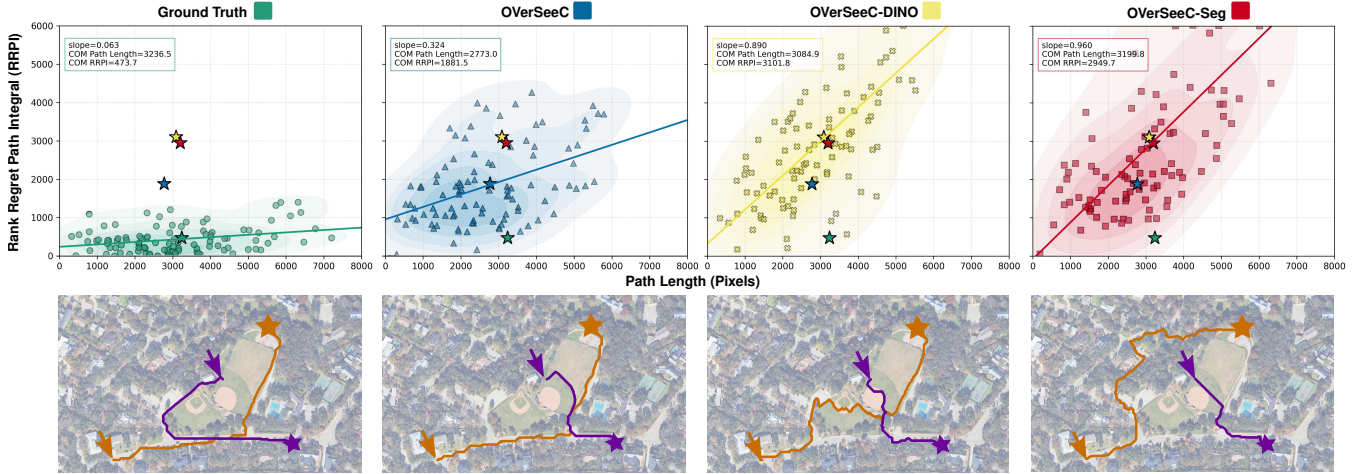 Ground Truth
OVerSeeC
OVerSeeC-DINO
OVerSeeC-Seg
Rank Regret Path Integral (RRPI)
6000
5000
4000
3000
2000
1000
0
slope=0.063
COM Path Length=3236.5
COM RRPI=473.7
slope=0.324
COM Path Length=2773.0
COM RRPI=1881.5
slope=0.890
COM Path Length=3084.9
COM RRPI=3101.8
slope=0.960
COM Path Length=3199.8
COM RRPI=2949.7
0 1000 2000 3000 4000 5000 6000 7000 8000
0 1000 2000 3000 4000 5000 6000 7000 8000
0 1000 2000 3000 4000 5000 6000 7000 8000
0 1000 2000 3000 4000 5000 6000 7000 8000
Path Length (Pixels)